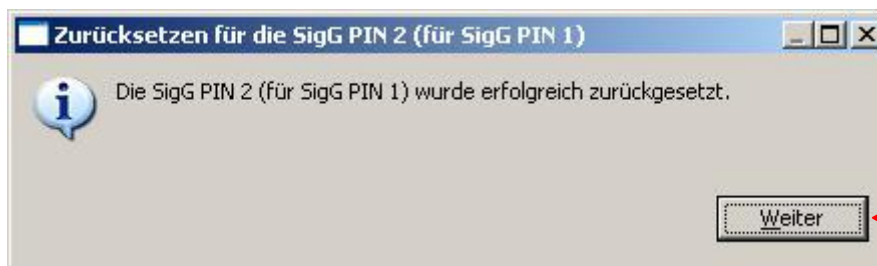 Zurücksetzen für die SigG PIN 2 (für SigG PIN 1)
Die SigG PIN 2 (für SigG PIN 1) wurde erfolgreich zurückgesetzt.
Weiter